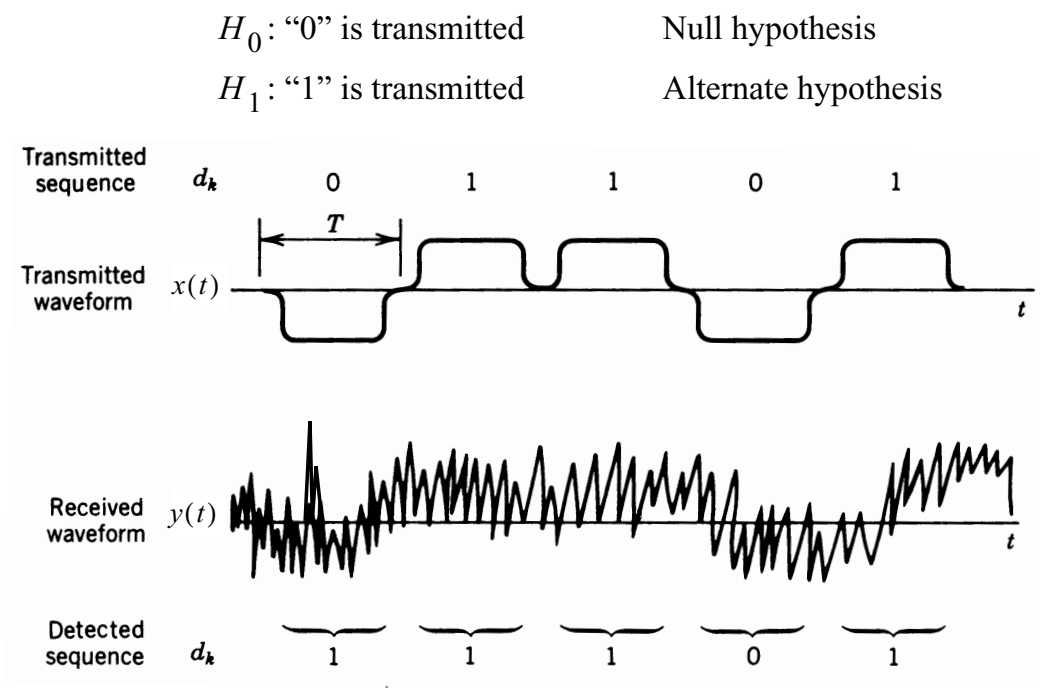 H₀: “0” is transmitted Null hypothesis
H₁: “1” is transmitted Alternate hypothesis
Transmitted
sequence dₖ 0 1 1 0 1
T
Transmitted
waveform x(t)
t
Received
waveform y(t)
t
Detected
sequence dₖ 1 1 1 0 1